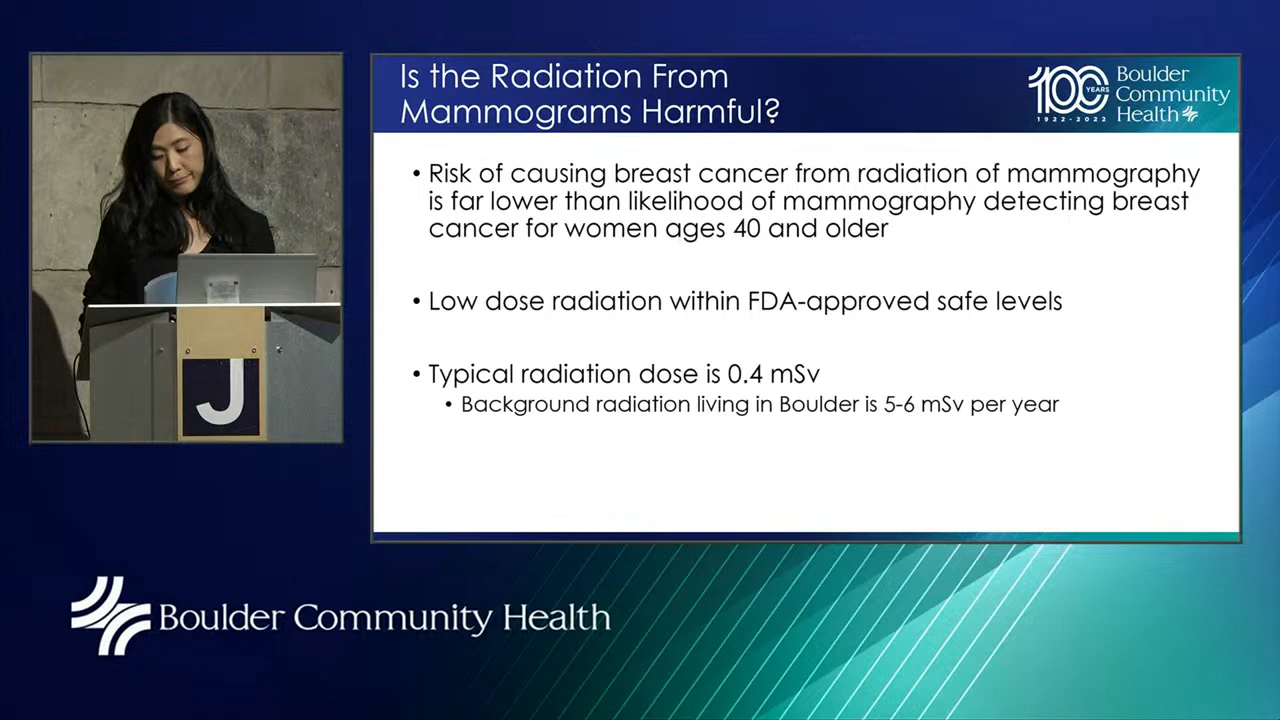 Is the Radiation From
Mammograms Harmful?
100
YEARS
1922-2022
Boulder
Community
Health
• Risk of causing breast cancer from radiation of mammography
is far lower than likelihood of mammography detecting breast
cancer for women ages 40 and older
• Low dose radiation within FDA-approved safe levels
• Typical radiation dose is 0.4 mSv
• Background radiation living in Boulder is 5-6 mSv per year
J
Boulder Community Health